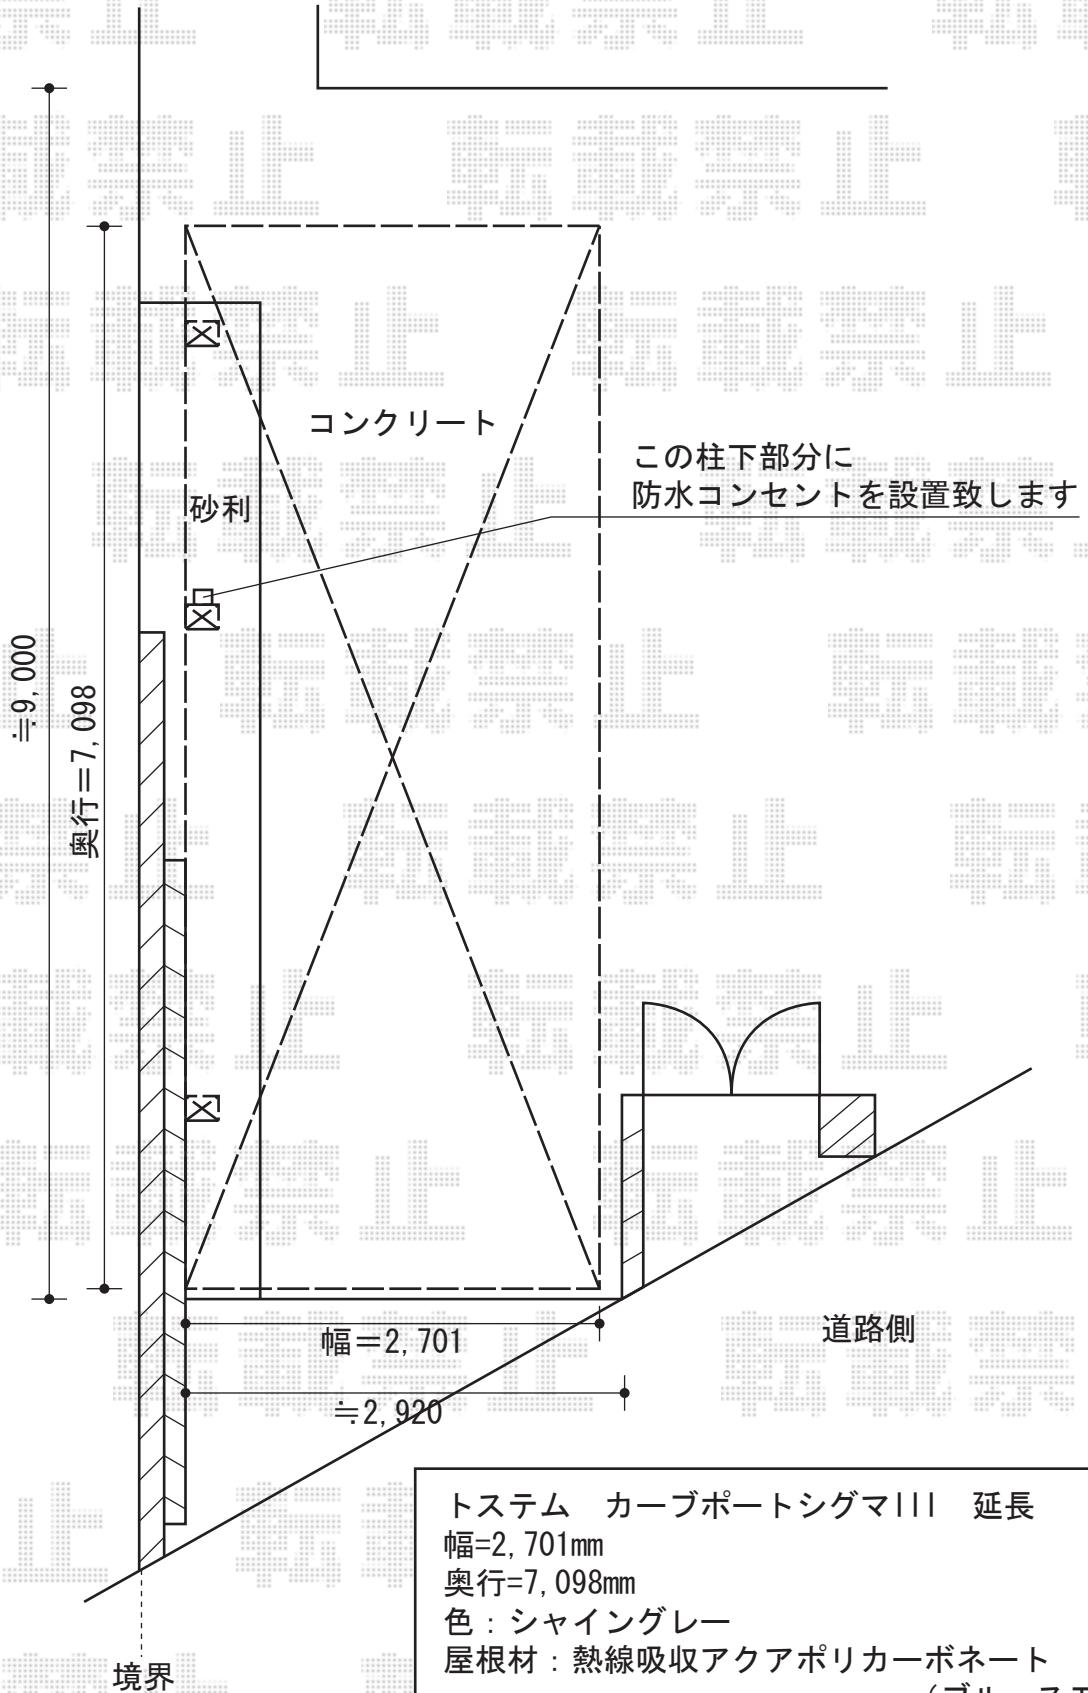 コンクリート
この柱下部分に
防水コンセントを設置致します
砂利
≒9,000
奥行=7,098
幅=2,701
≒2,920
道路側
境界
トステム カーブポートシグマIII 延長
幅=2,701mm
奥行=7,098mm
色:シャイングレー
屋根材:熱線吸収アクアポリカーボネート
転載禁止